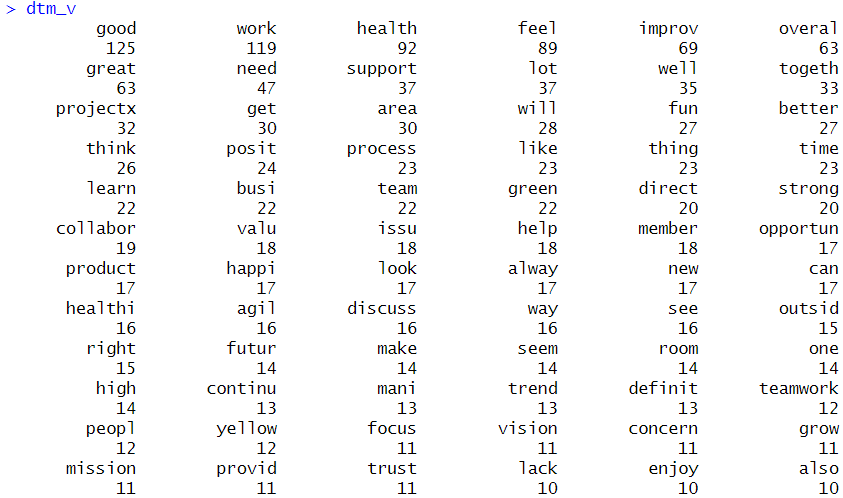 > dtm_v
good work health feel improv overal
125 119 92 89 69 63
great need support lot well togeth
63 47 37 37 35 33
projectx get area will fun better
32 30 30 28 27 27
think posit process like thing time
26 24 23 23 23 23
learn busi team green direct strong
22 22 22 22 20 20
collabor valu issu help member opportun
19 18 18 18 18 17
product happi look alway new can
17 17 17 17 17 17
healthi agil discuss way see outsid
16 16 16 16 16 15
right futur make seem room one
15 14 14 14 14 14
high continu mani trend definit teamwork
14 13 13 13 13 12
peopl yellow focus vision concern grow
12 12 11 11 11 11
mission provid trust lack enjoy also
11 11 11 10 10 10